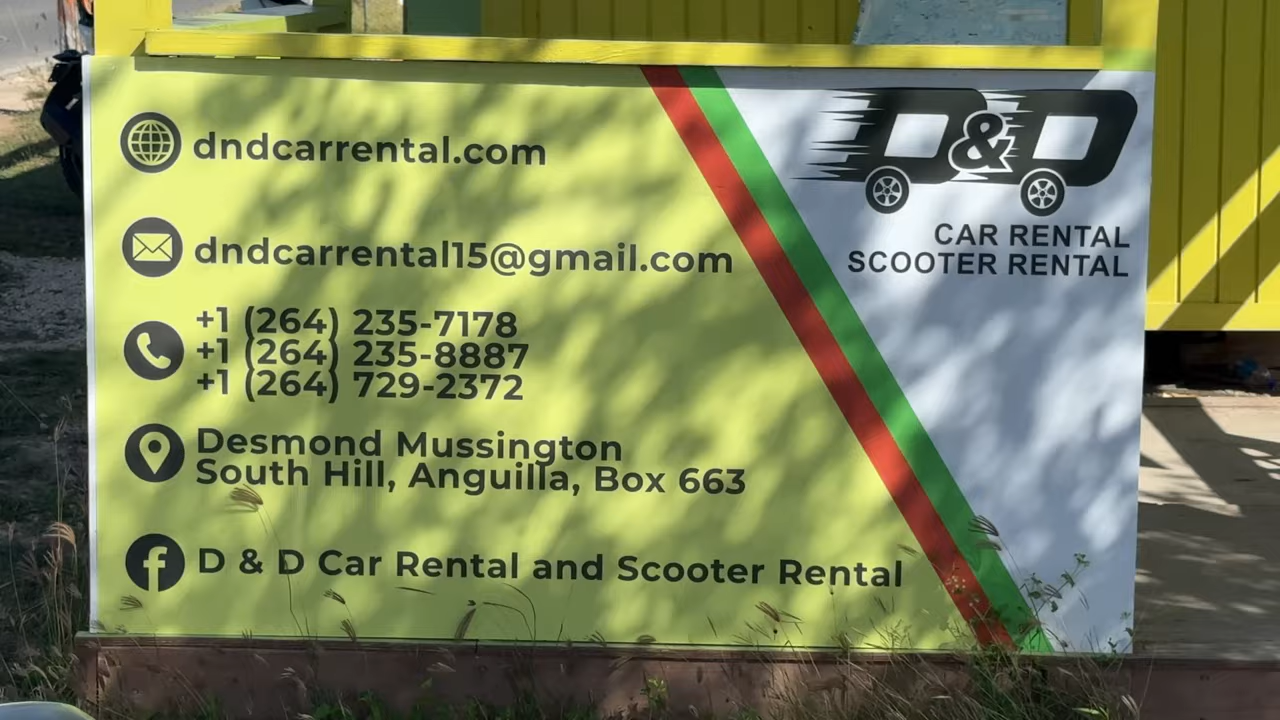 dndcarrental.com
dndcarrental15@gmail.com
+1 (264) 235-7178
+1 (264) 235-8887
+1 (264) 729-2372
Desmond Mussington
South Hill, Anguilla, Box 663
D & D Car Rental and Scooter Rental
D&D
CAR RENTAL
SCOOTER RENTAL